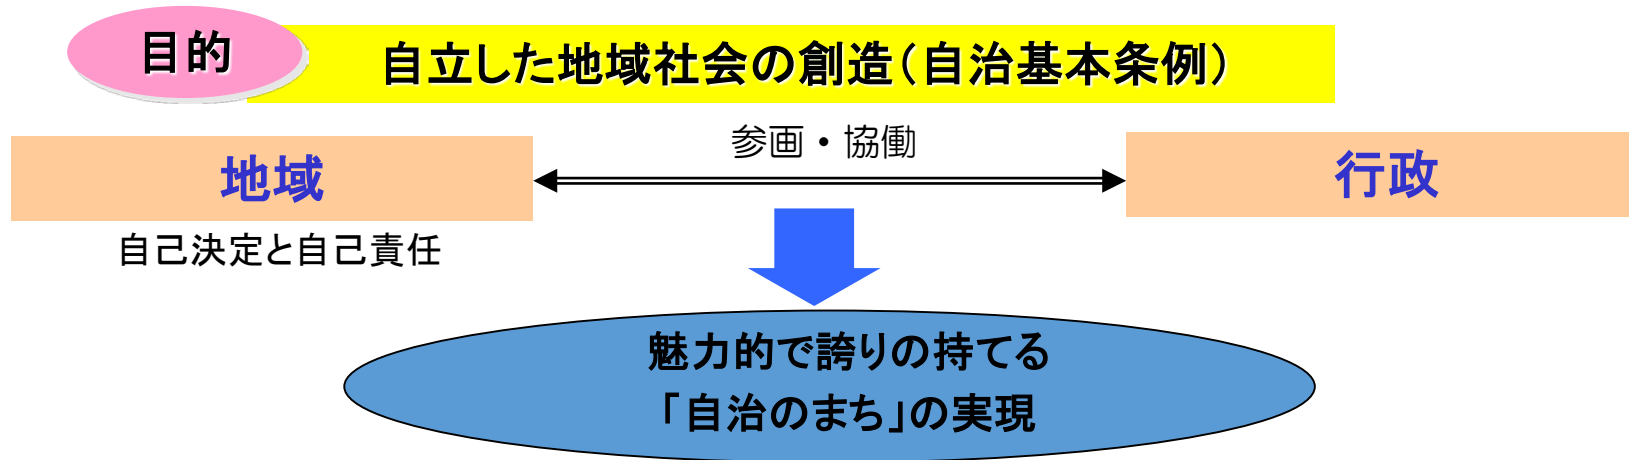 目的
自立した地域社会の創造（自治基本条例）
参画・協働
地域
行政
自己決定と自己責任
魅力的で誇りの持てる
「自治のまち」の実現